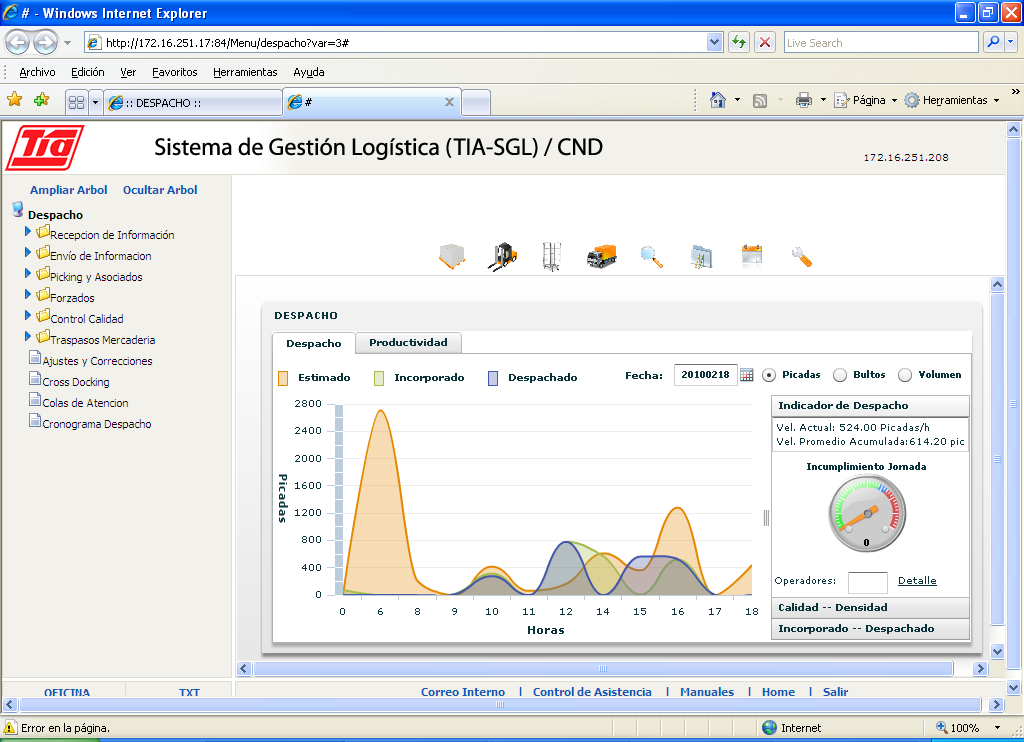 # - Windows Internet Explorer
http://172.16.251.17:84/Menu/despacho?var=3#
Live Search
Archivo Edición Ver Favoritos Herramientas Ayuda
:: DESPACHO ::
#
Página
Herramientas
Tia
Sistema de Gestión Logística (TIA-SGL) / CND
172.16.251.208
Ampliar Arbol Ocultar Arbol
Despacho
Recepcion de Información
Envío de Informacion
Picking y Asociados
Forzados
Control Calidad
Traspasos Mercaderia
Ajustes y Correcciones
Cross Docking
Colas de Atencion
Cronograma Despacho
DESPACHO
Despacho Productividad
Estimado Incorporado Despachado
Fecha: 20100218 Picadas Bultos Volumen
2800
2400
2000
1600
1200
800
400
0
Picadas
0 6 8 9 10 11 12 14 15 16 17 18
Horas
Indicador de Despacho
Vel. Actual: 524.00 Picadas/h
Vel. Promedio Acumulada:614.20 pic
Incumplimiento Jornada
0
Operadores: Detalle
Calidad -- Densidad
Incorporado -- Despachado
OFICINA TXT
Correo Interno | Control de Asistencia | Manuales | Home | Salir
Error en la página.
Internet
100%